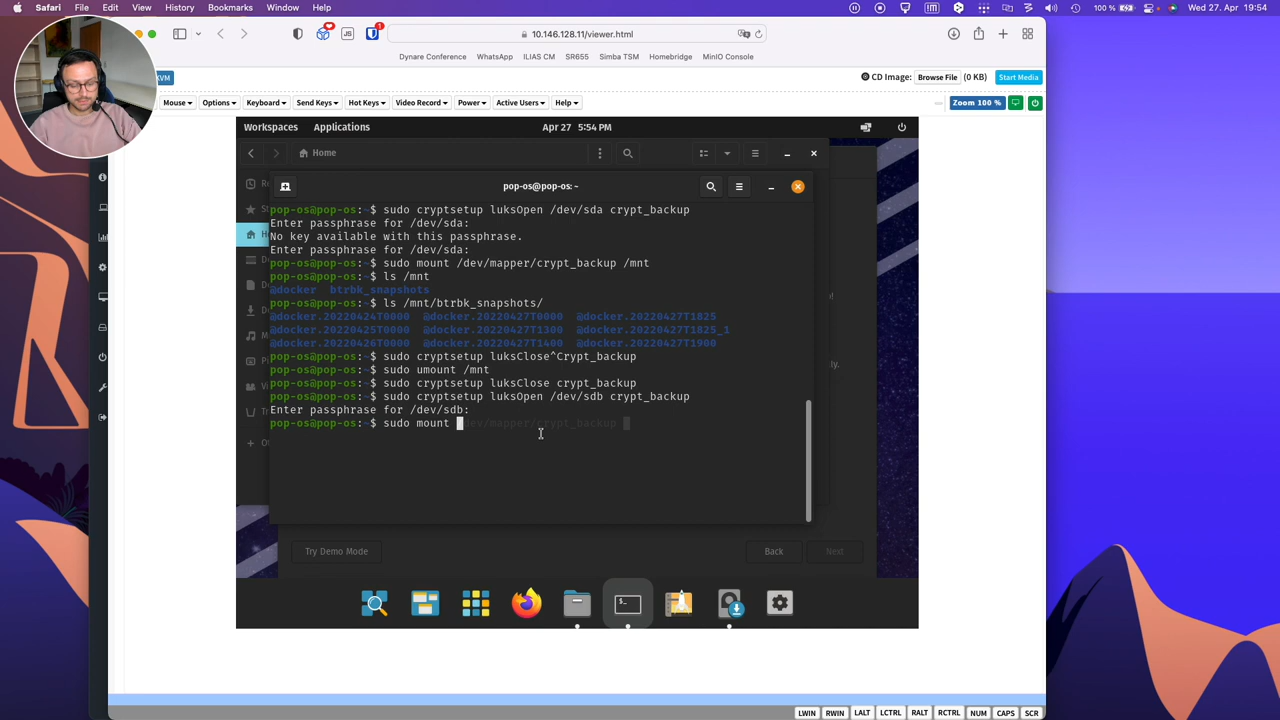 Safari File Edit View History Bookmarks Window Help
100 % Wed 27. Apr 19:54
10.146.128.11/viewer.html
Dynare Conference WhatsApp ILIAS CM SR655 Simba TSM Homebridge MinIO Console
KVM
CD Image: Browse File (0 KB) Start Media
Mouse Options Keyboard Send Keys Hot Keys Video Record Power Active Users Help
Zoom 100 %
Workspaces Applications Apr 27 5:54 PM
Home
pop-os@pop-os: ~
pop-os@pop-os:~$ sudo cryptsetup luksOpen /dev/sda crypt_backup
Enter passphrase for /dev/sda:
No key available with this passphrase.
Enter passphrase for /dev/sda:
pop-os@pop-os:~$ sudo mount /dev/mapper/crypt_backup /mnt
pop-os@pop-os:~$ ls /mnt
@docker btrbk_snapshots
pop-os@pop-os:~$ ls /mnt/btrbk_snapshots/
@docker.20220424T0000 @docker.20220427T0000 @docker.20220427T1825
@docker.20220425T0000 @docker.20220427T1300 @docker.20220427T1825_1
@docker.20220426T0000 @docker.20220427T1400 @docker.20220427T1900
pop-os@pop-os:~$ sudo cryptsetup luksClose^Crypt_backup
pop-os@pop-os:~$ sudo umount /mnt
pop-os@pop-os:~$ sudo cryptsetup luksClose crypt_backup
pop-os@pop-os:~$ sudo cryptsetup luksOpen /dev/sdb crypt_backup
Enter passphrase for /dev/sdb:
pop-os@pop-os:~$ sudo mount /dev/mapper/crypt_backup
Try Demo Mode Back Next
LWIN RWIN LALT LCTRL RALT RCTRL NUM CAPS SCR